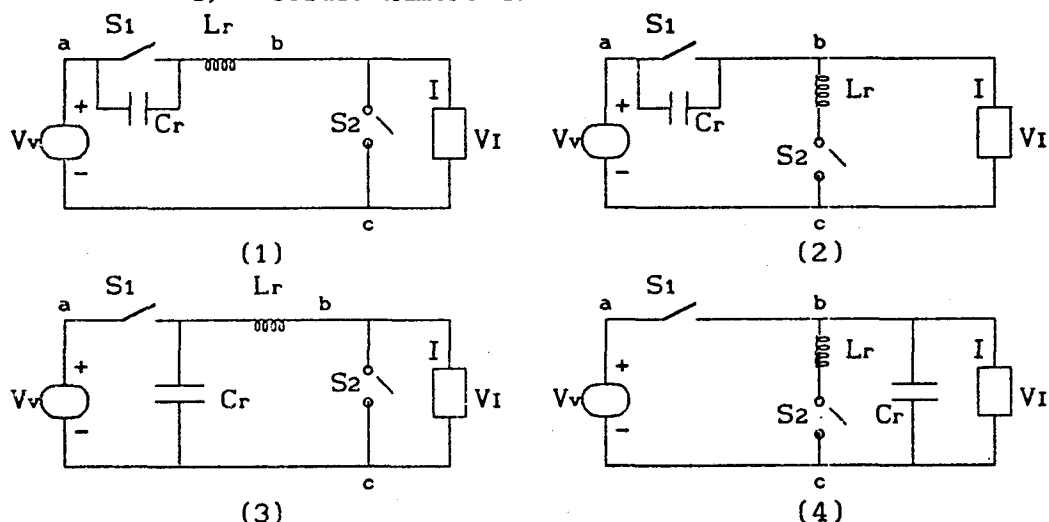 S1
Lr
a
b
+
Vv
-
Cr
S2
I
VI
c
(1)
S1
a
b
+
Vv
-
Cr
Lr
S2
I
VI
c
(2)
S1
Lr
a
b
+
Vv
-
Cr
S2
I
VI
c
(3)
S1
a
b
+
Vv
-
Lr
S2
Cr
I
VI
c
(4)